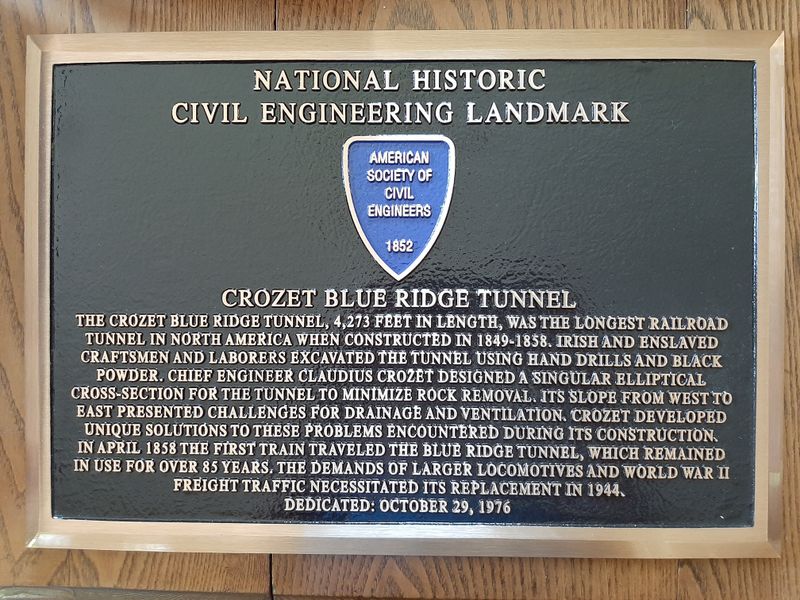 NATIONAL HISTORIC
CIVIL ENGINEERING LANDMARK
AMERICAN
SOCIETY OF
CIVIL
ENGINEERS
1852
CROZET BLUE RIDGE TUNNEL
THE CROZET BLUE RIDGE TUNNEL, 4,273 FEET IN LENGTH, WAS THE LONGEST RAILROAD
TUNNEL IN NORTH AMERICA WHEN CONSTRUCTED IN 1849-1858. IRISH AND ENSLAVED
CRAFTSMEN AND LABORERS EXCAVATED THE TUNNEL USING HAND DRILLS AND BLACK
POWDER. CHIEF ENGINEER CLAUDIUS CROZET DESIGNED A SINGULAR ELLIPTICAL
CROSS-SECTION FOR THE TUNNEL TO MINIMIZE ROCK REMOVAL. ITS SLOPE FROM WEST TO
EAST PRESENTED CHALLENGES FOR DRAINAGE AND VENTILATION. CROZET DEVELOPED
UNIQUE SOLUTIONS TO THESE PROBLEMS ENCOUNTERED DURING ITS CONSTRUCTION.
IN APRIL 1858 THE FIRST TRAIN TRAVELED THE BLUE RIDGE TUNNEL, WHICH REMAINED
IN USE FOR OVER 85 YEARS. THE DEMANDS OF LARGER LOCOMOTIVES AND WORLD WAR II
FREIGHT TRAFFIC NECESSITATED ITS REPLACEMENT IN 1944.
DEDICATED: OCTOBER 29, 1976